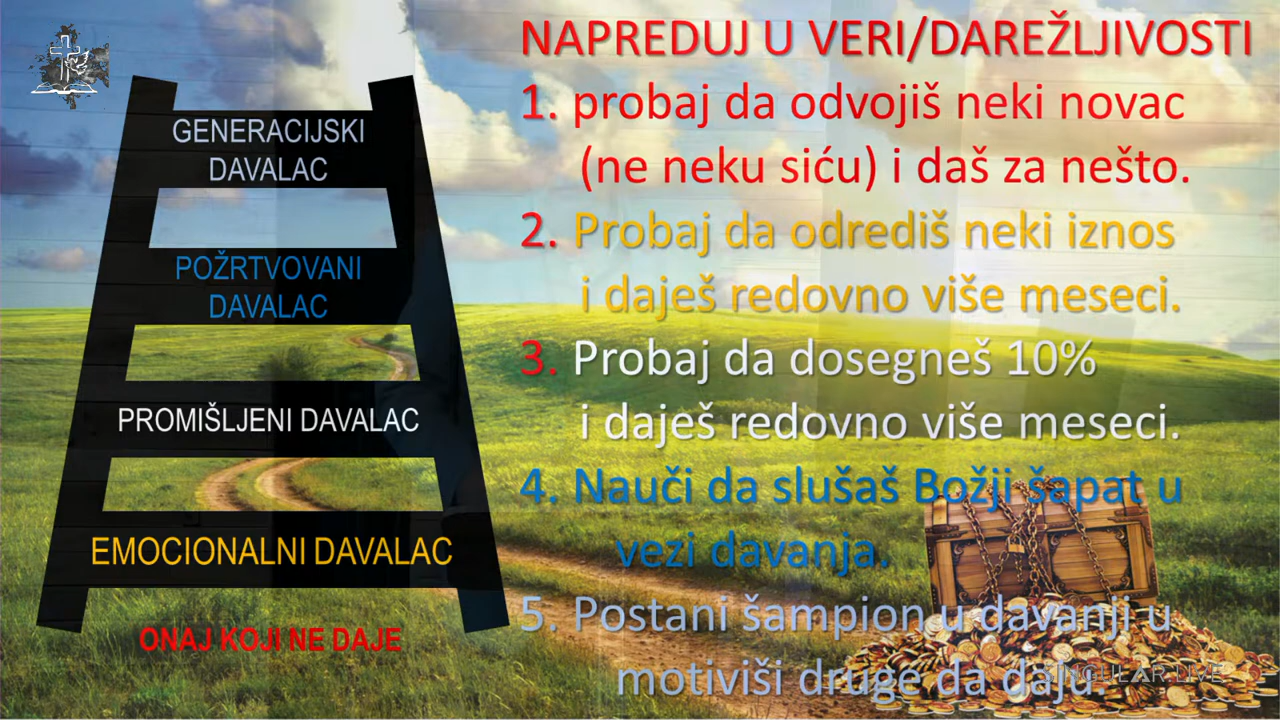 NAPREDUJ U VERI/DAREŽLJIVOSTI
1. probaj da odvojiš neki novac
(ne neku siću) i daš za nešto.
2. Probaj da odrediš neki iznos
i daješ redovno više meseci.
3. Probaj da dosegneš 10%
i daješ redovno više meseci.
4. Nauči da slušaš Božji šapat u
vezi davanja.
5. Postani šampion u davanji u
motiviši druge da daju.
GENERACIJSKI
DAVALAC
POŽRTVOVANI
DAVALAC
PROMIŠLJENI DAVALAC
EMOCIONALNI DAVALAC
ONAJ KOJI NE DAJE
SINGULAR.LIVE